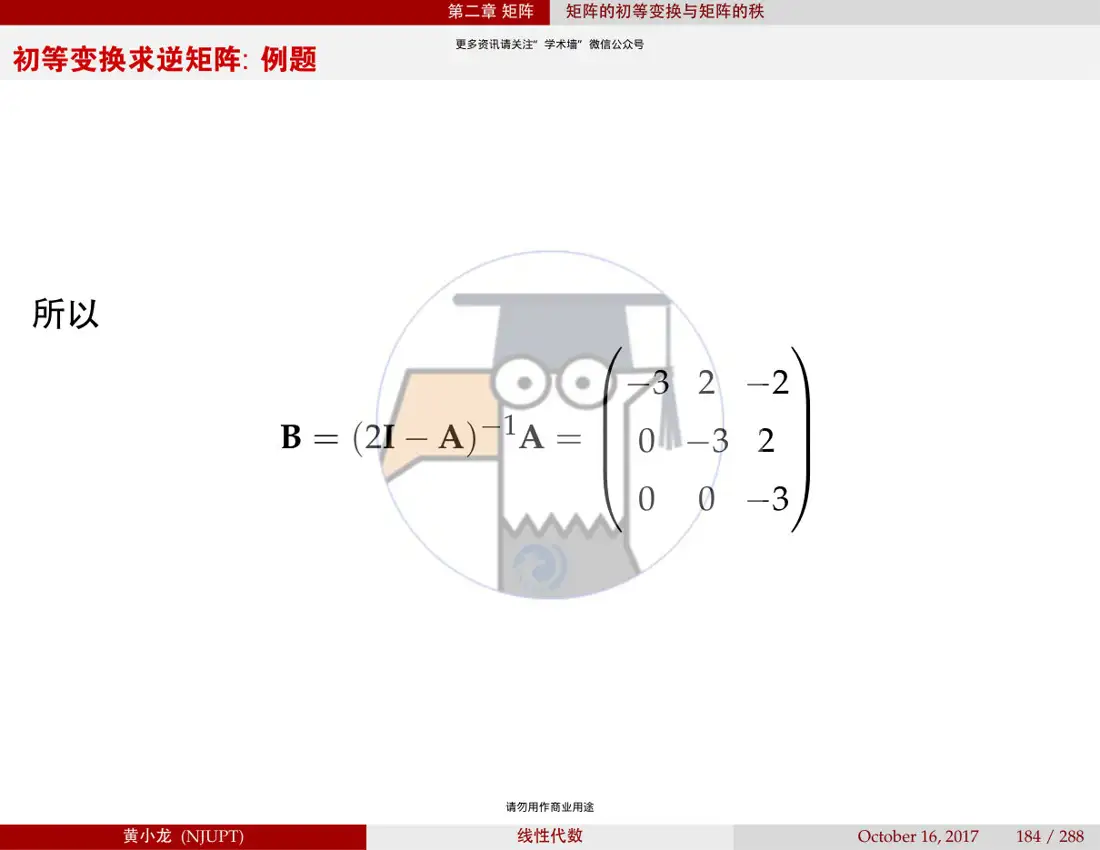 第二章 矩阵 矩阵的初等变换与矩阵的秩
初等变换求逆矩阵: 例题
更多资讯请关注“学术墙”微信公众号
所以
B = (2I − A)⁻¹A = 
−3 2 −2
0 −3 2
0 0 −3
请勿用作商业用途
黄小龙 (NJUPT) 线性代数 October 16, 2017 184 / 288